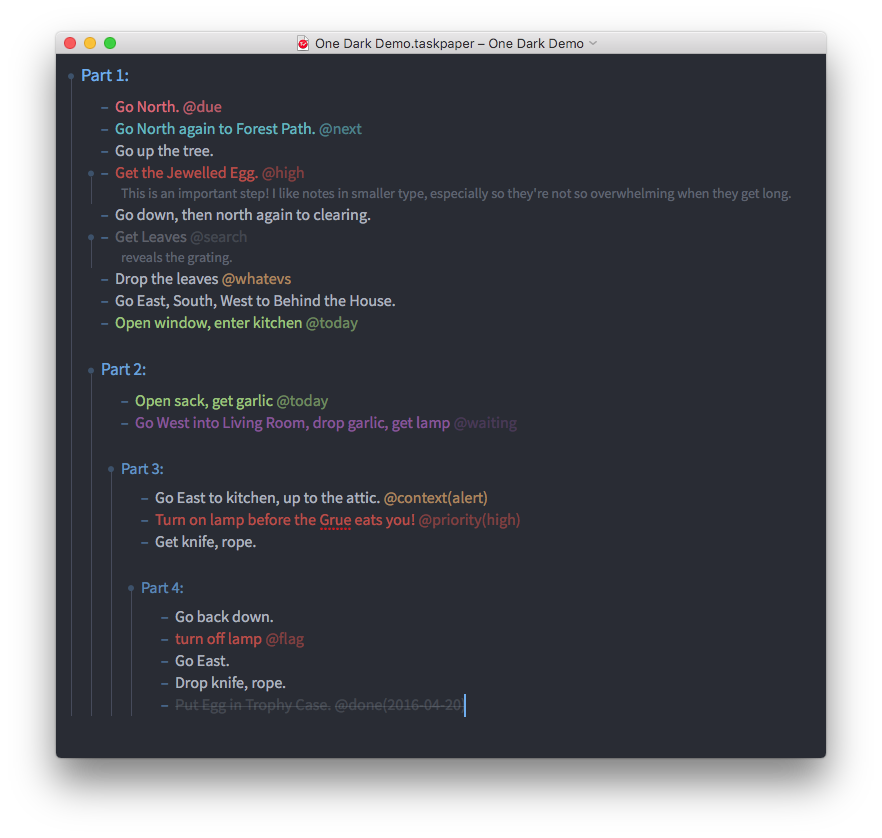 One Dark Demo.taskpaper – One Dark Demo
Part 1:
– Go North. @due
– Go North again to Forest Path. @next
– Go up the tree.
– Get the Jewelled Egg. @high
This is an important step! I like notes in smaller type, especially so they're not so overwhelming when they get long.
– Go down, then north again to clearing.
– Get Leaves @search
reveals the grating.
– Drop the leaves @whatevs
– Go East, South, West to Behind the House.
– Open window, enter kitchen @today
Part 2:
– Open sack, get garlic @today
– Go West into Living Room, drop garlic, get lamp @waiting
Part 3:
– Go East to kitchen, up to the attic. @context(alert)
– Turn on lamp before the Grue eats you! @priority(high)
– Get knife, rope.
Part 4:
– Go back down.
– turn off lamp @flag
– Go East.
– Drop knife, rope.
– Put Egg in Trophy Case. @done(2016-04-20)